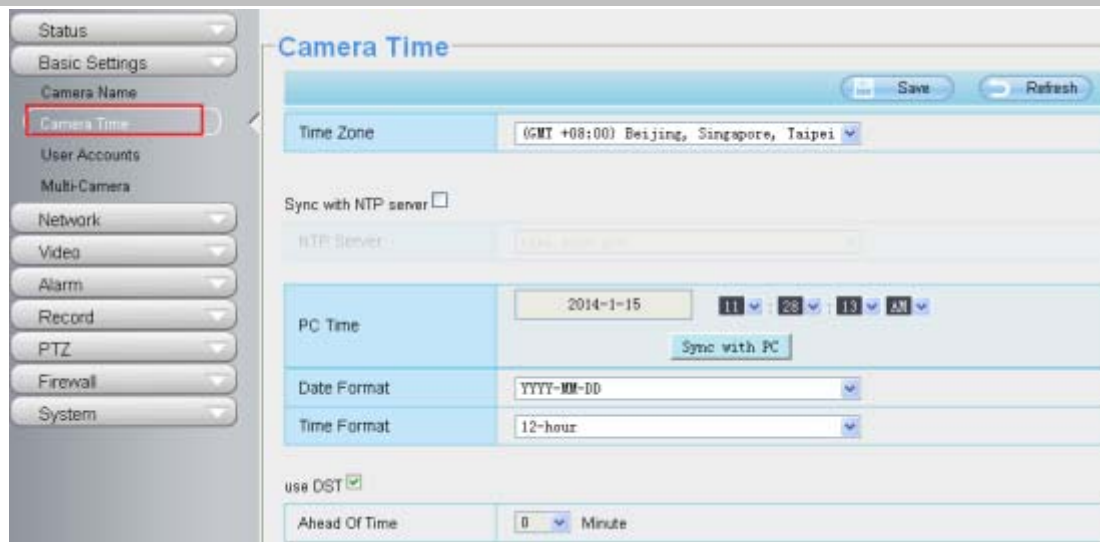 Status
Basic Settings
Camera Name
Camera Time
User Accounts
Multi-Camera
Network
Video
Alarm
Record
PTZ
Firewall
System
Camera Time
Save Refresh
Time Zone (GMT +08:00) Beijing, Singapore, Taipei
Sync with NTP server
NTP Server
PC Time 2014-1-15 11 : 28 : 13 AM
Sync with PC
Date Format YYYY-MM-DD
Time Format 12-hour
use DST
Ahead Of Time 0 Minute